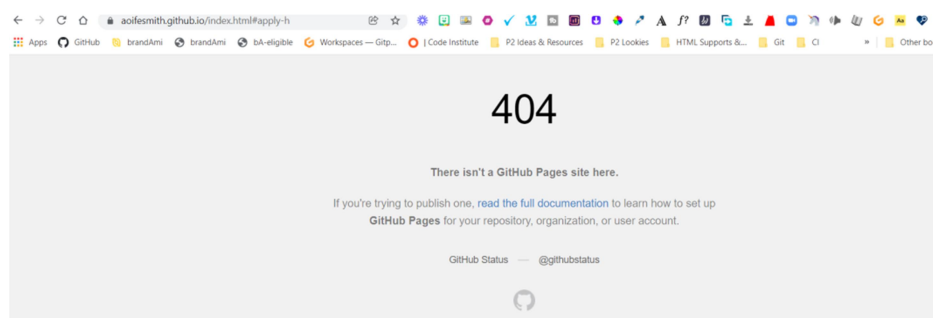 aoifesmith.github.io/index.html#apply-h
Apps GitHub brandAmi brandAmi bA-eligible Workspaces — Gitp... | Code Institute P2 Ideas & Resources P2 Lookies HTML Supports &... Git CI » Other bo
404
There isn't a GitHub Pages site here.
If you're trying to publish one, read the full documentation to learn how to set up
GitHub Pages for your repository, organization, or user account.
GitHub Status — @githubstatus